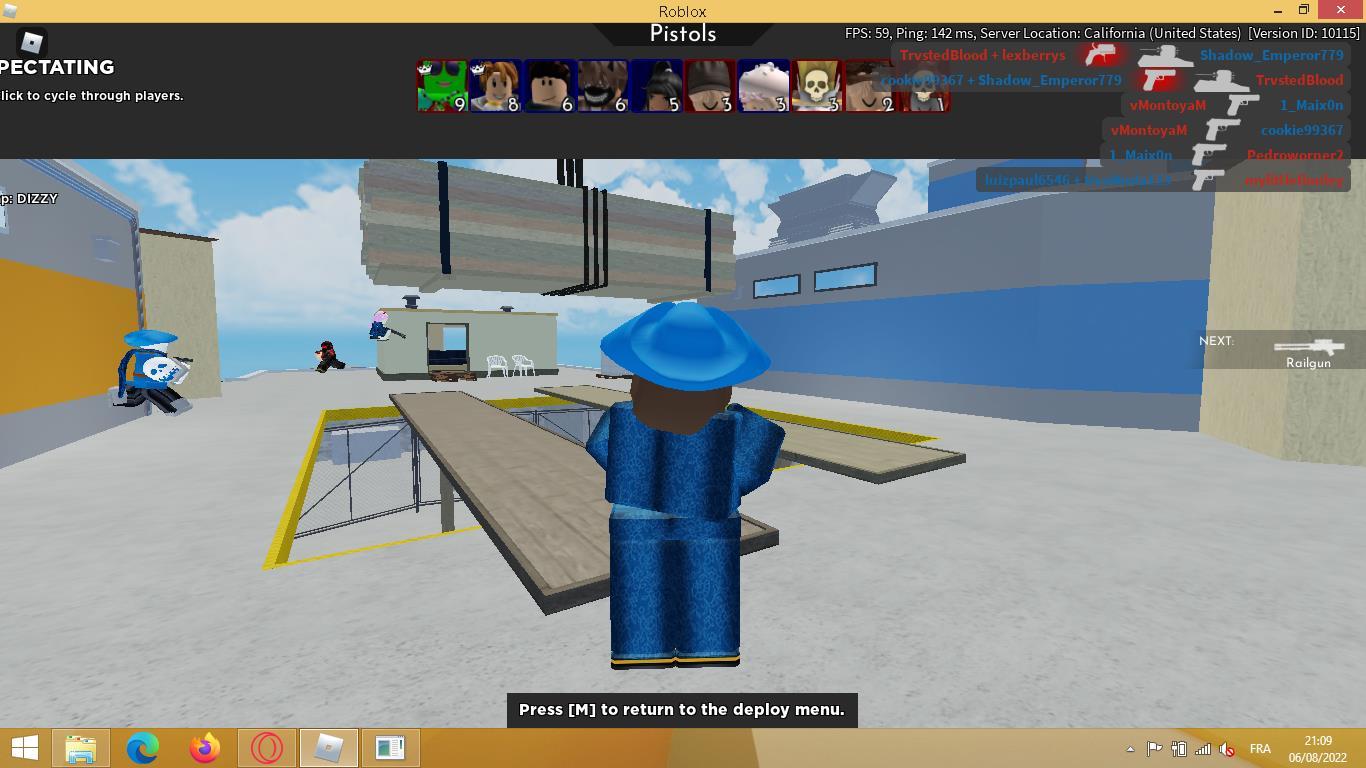 Roblox
Pistols
FPS: 59, Ping: 142 ms, Server Location: California (United States) [Version ID: 10115]
PECTATING
lick to cycle through players.
9 8 6 6 5 3 3 3 2 1
TrvstedBlood + lexberrys Shadow_Emperor779
cookie99367 + Shadow_Emperor779 TrvstedBlood
vMontoyaM 1_Maix0n
vMontoyaM cookie99367
1_Maix0n Pedroworner2
luizpaul6546 +
p: DIZZY
NEXT:
Railgun
Press [M] to return to the deploy menu.
FRA
21:09
06/08/2022